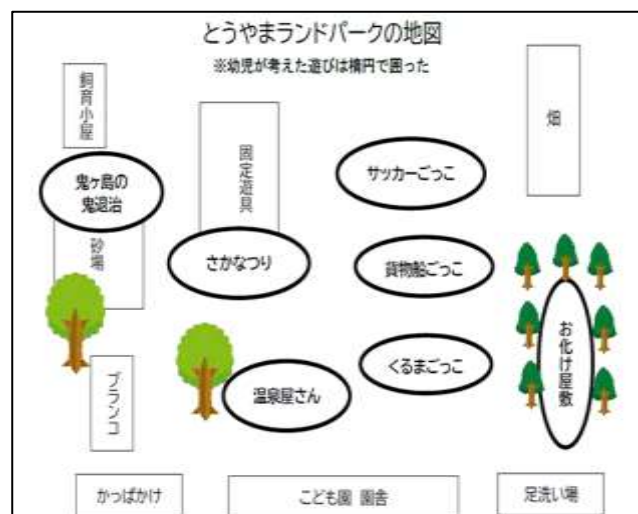 とうやまランドパークの地図
※幼児が考えた遊びは楕円で囲った
飼育小屋
畑
固定遊具
鬼ヶ島の
鬼退治
サッカーごっこ
砂場
さかなつり
貨物船ごっこ
お化け屋敷
くるまごっこ
ブランコ
温泉屋さん
かっぱかけ
こども園 園舎
足洗い場